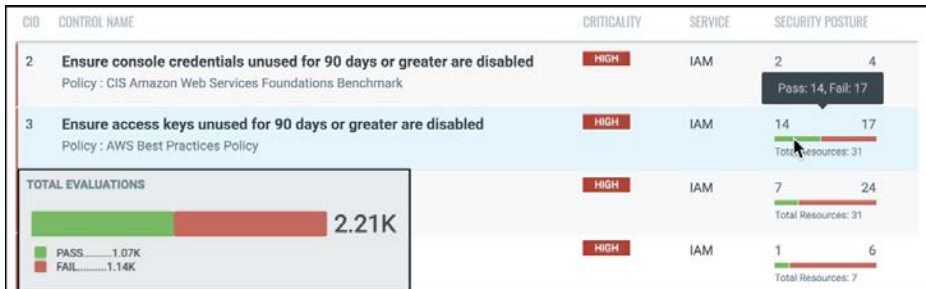 CID CONTROL NAME CRITICALITY SERVICE SECURITY POSTURE
2 Ensure console credentials unused for 90 days or greater are disabled HIGH IAM 2 4
Policy : CIS Amazon Web Services Foundations Benchmark
Pass: 14, Fail: 17
3 Ensure access keys unused for 90 days or greater are disabled HIGH IAM 14 17
Policy : AWS Best Practices Policy
Total Resources: 31
TOTAL EVALUATIONS
HIGH IAM 7 24
2.21K
Total Resources: 31
PASS.........1.07K
HIGH IAM 1 6
FAIL.........1.14K
Total Resources: 7